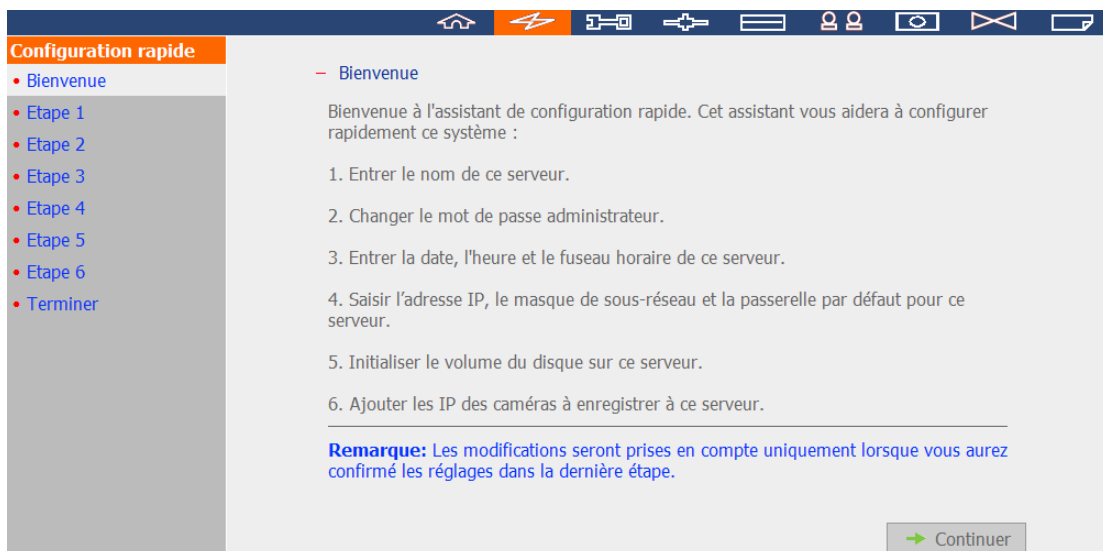 Configuration rapide
• Bienvenue
• Etape 1
• Etape 2
• Etape 3
• Etape 4
• Etape 5
• Etape 6
• Terminer
– Bienvenue
Bienvenue à l'assistant de configuration rapide. Cet assistant vous aidera à configurer
rapidement ce système :
1. Entrer le nom de ce serveur.
2. Changer le mot de passe administrateur.
3. Entrer la date, l'heure et le fuseau horaire de ce serveur.
4. Saisir l’adresse IP, le masque de sous-réseau et la passerelle par défaut pour ce
serveur.
5. Initialiser le volume du disque sur ce serveur.
6. Ajouter les IP des caméras à enregistrer à ce serveur.
Remarque: Les modifications seront prises en compte uniquement lorsque vous aurez
confirmé les réglages dans la dernière étape.
Continuer